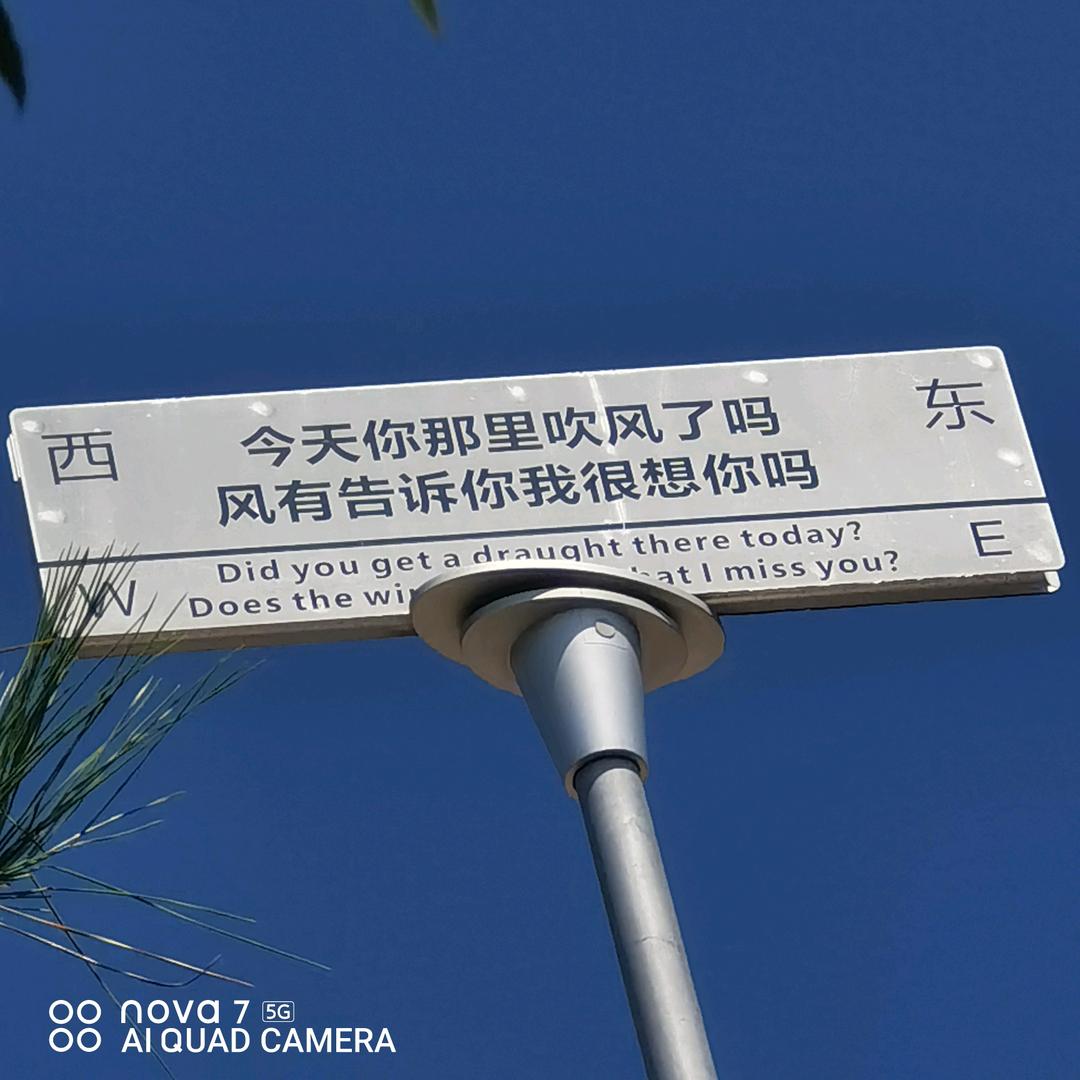 西
东
今天你那里吹风了吗
风有告诉你我很想你吗
Did you get a draught there today?
Does the I miss you?
W
E
nova 7 5G
AI QUAD CAMERA